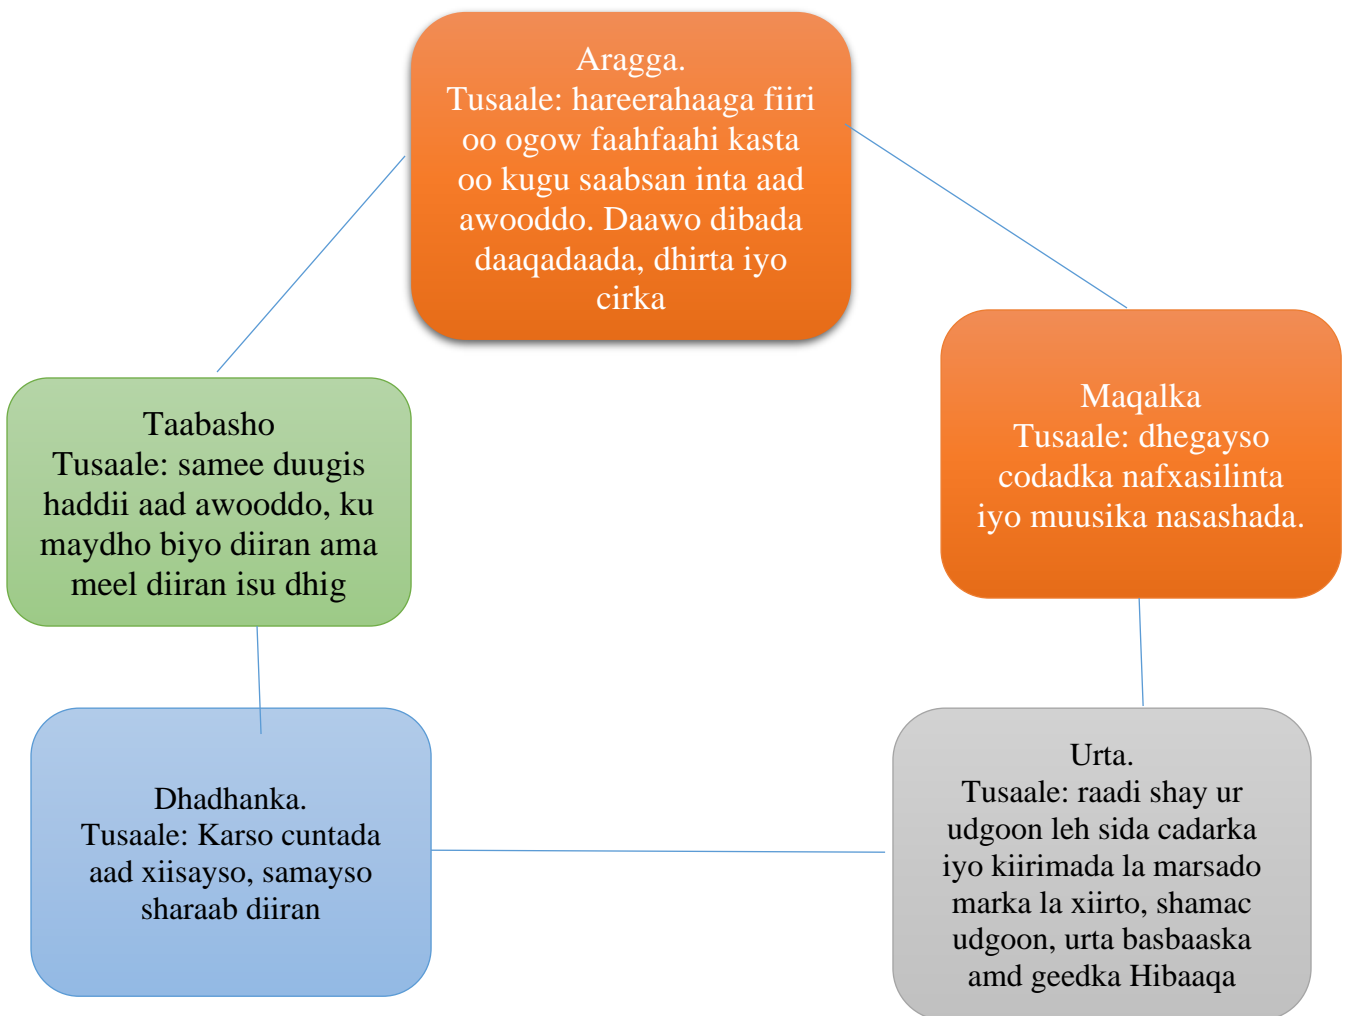 Aragga.
Tusaale: hareerahaaga fiiri
oo ogow faahfaahi kasta
oo kugu saabsan inta aad
awooddo. Daawo dibada
daaqadaada, dhirta iyo
cirka
Maqalka
Tusaale: dhegayso
codadka nafxasilinta
iyo muusika nasashada.
Taabasho
Tusaale: samee duugis
haddii aad awooddo, ku
maydho biyo diiran ama
meel diiran isu dhig
Dhadhanka.
Tusaale: Karso cuntada
aad xiisayso, samayso
sharaab diiran
Urta.
Tusaale: raadi shay ur
udgoon leh sida cadarka
iyo kiirimada la marsado
marka la xiirto, shamac
udgoon, urta basbaaska
amd geedka Hibaaqa